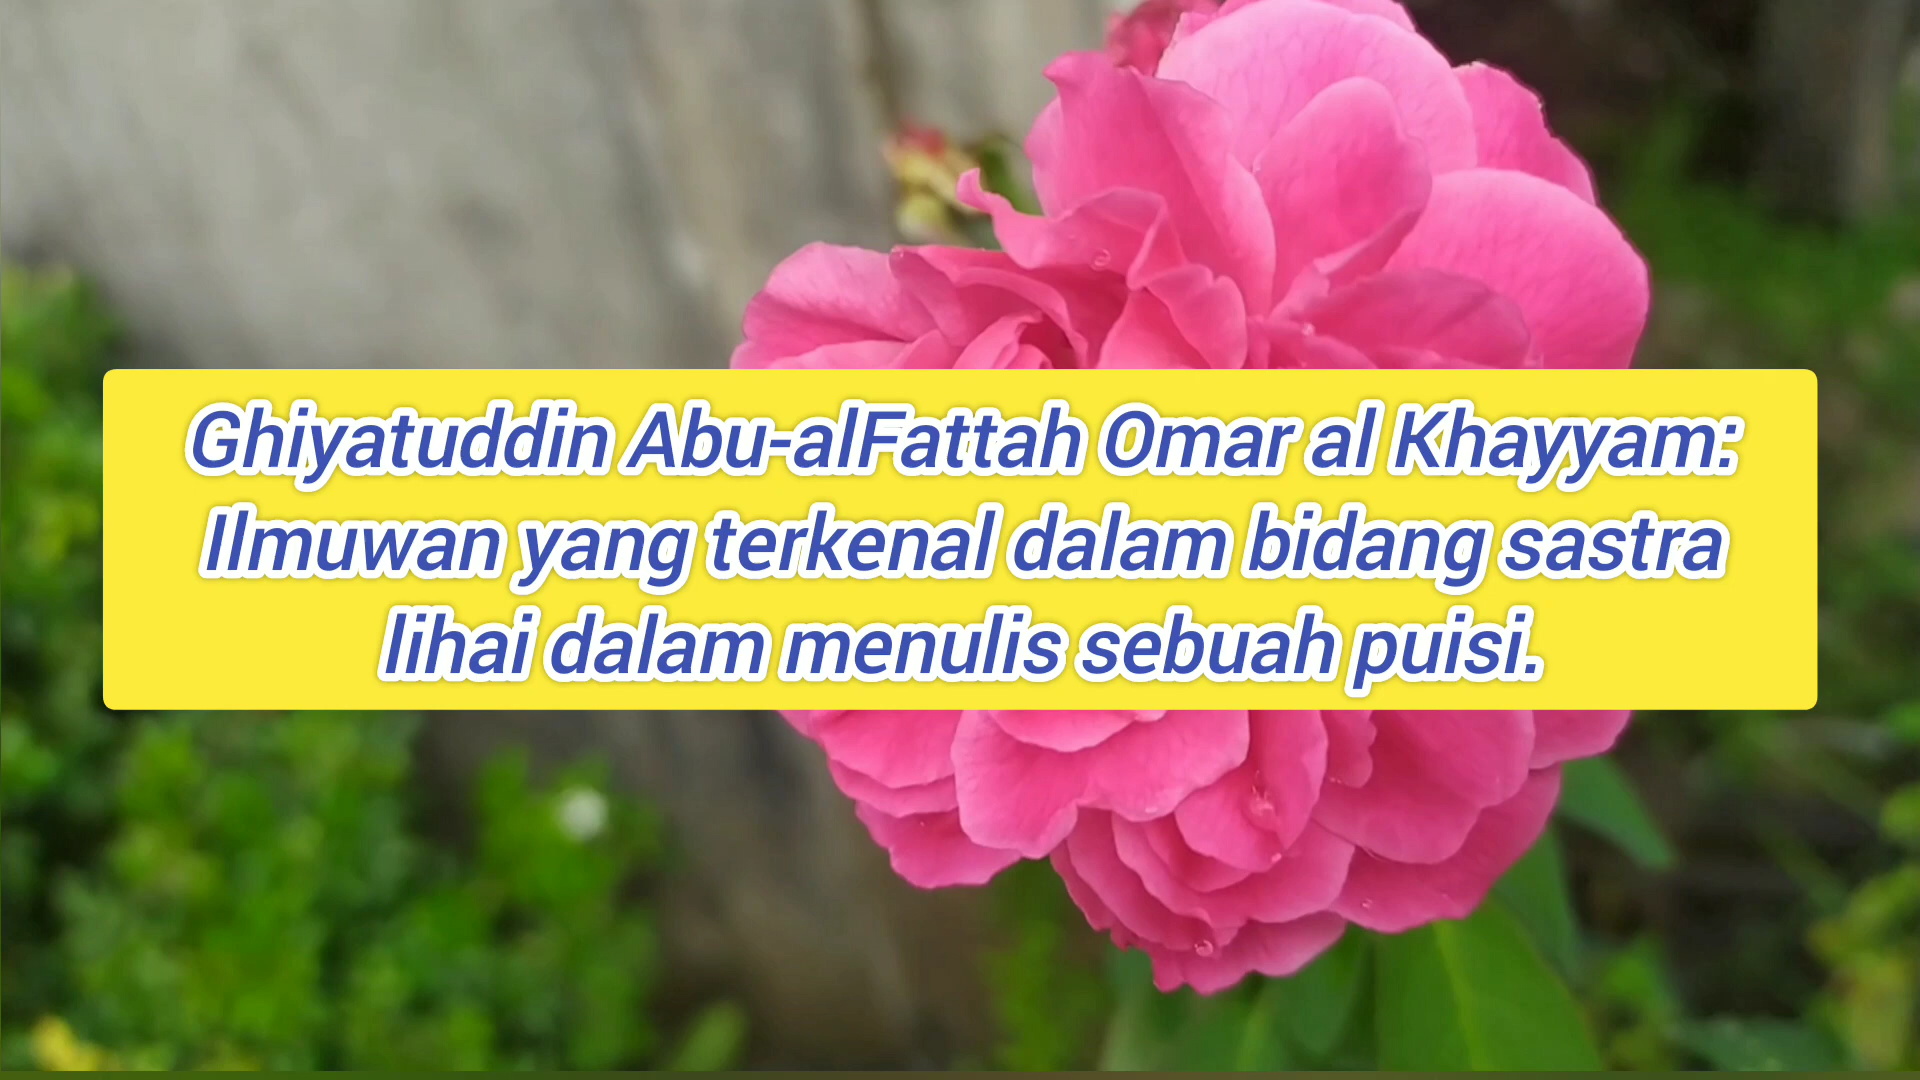 Ghiyatuddin Abu-alFattah Omar al Khayyam:
Ilmuwan yang terkenal dalam bidang sastra
lihai dalam menulis sebuah puisi.